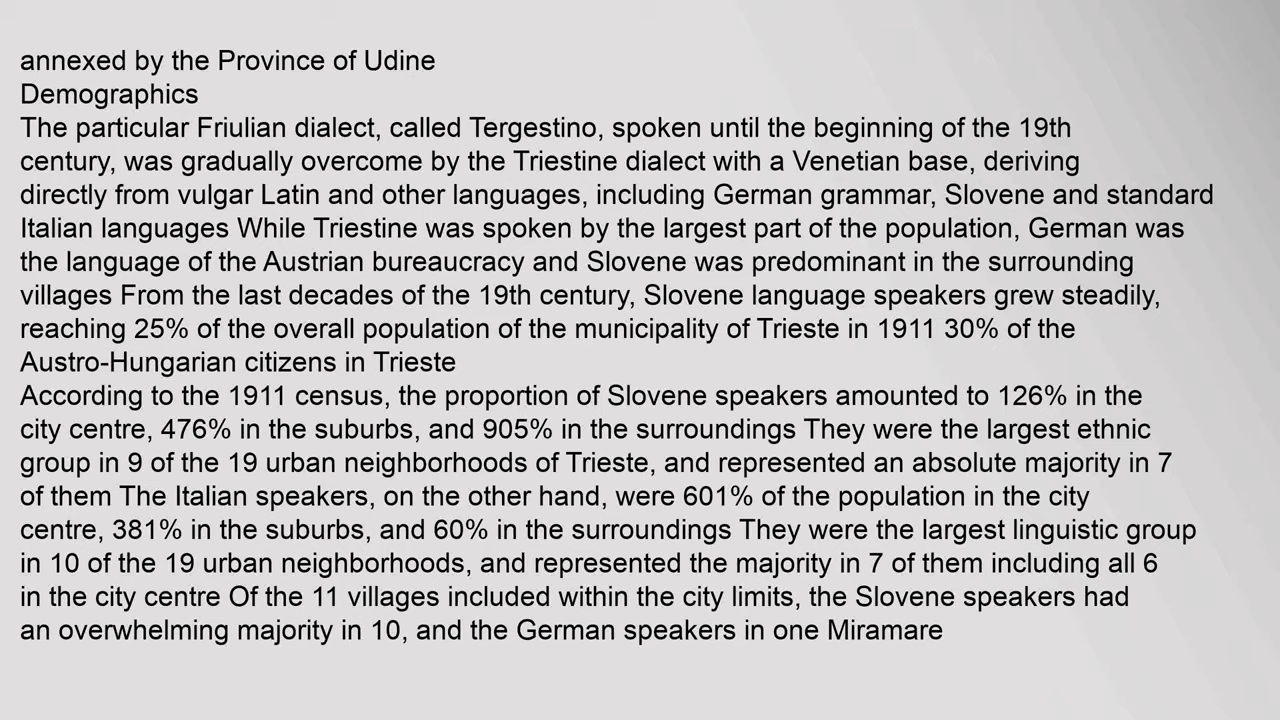 annexed by the Province of Udine
Demographics
The particular Friulian dialect, called Tergestino, spoken until the beginning of the 19th
century, was gradually overcome by the Triestine dialect with a Venetian base, deriving
directly from vulgar Latin and other languages, including German grammar, Slovene and standard
Italian languages While Triestine was spoken by the largest part of the population, German was
the language of the Austrian bureaucracy and Slovene was predominant in the surrounding
villages From the last decades of the 19th century, Slovene language speakers grew steadily,
reaching 25% of the overall population of the municipality of Trieste in 1911 30% of the
Austro-Hungarian citizens in Trieste
According to the 1911 census, the proportion of Slovene speakers amounted to 126% in the
city centre, 476% in the suburbs, and 905% in the surroundings They were the largest ethnic
group in 9 of the 19 urban neighborhoods of Trieste, and represented an absolute majority in 7
of them The Italian speakers, on the other hand, were 601% of the population in the city
centre, 381% in the suburbs, and 60% in the surroundings They were the largest linguistic group
in 10 of the 19 urban neighborhoods, and represented the majority in 7 of them including all 6
in the city centre Of the 11 villages included within the city limits, the Slovene speakers had
an overwhelming majority in 10, and the German speakers in one Miramare